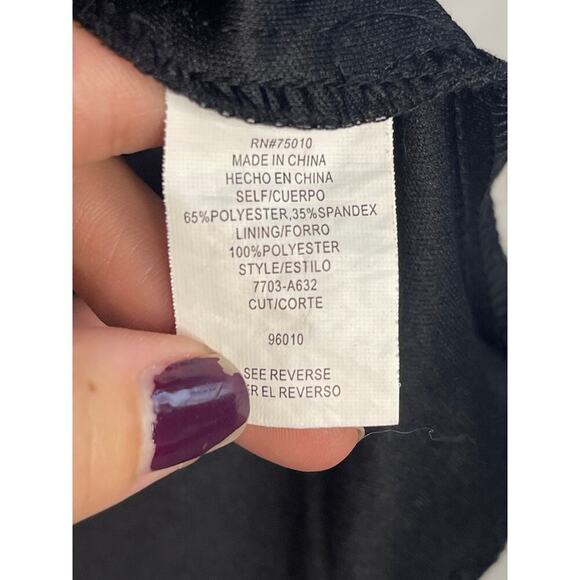 RN#75010
MADE IN CHINA
HECHO EN CHINA
SELF/CUERPO
65%POLYESTER,35%SPANDEX
LINING/FORRO
100%POLYESTER
STYLE/ESTILO
7703-A632
CUT/CORTE
96010
SEE REVERSE
EL REVERSO